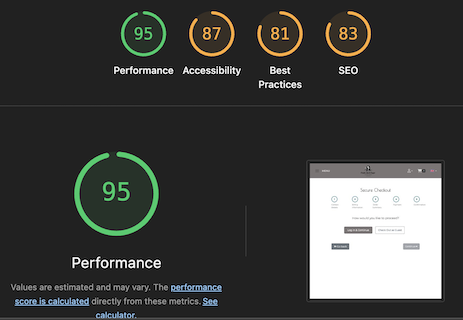 95
87
81
83
Performance
Accessibility
Best
Practices
SEO
95
Performance
Values are estimated and may vary. The performance
score is calculated directly from these metrics. See
calculator.
Secure Checkout